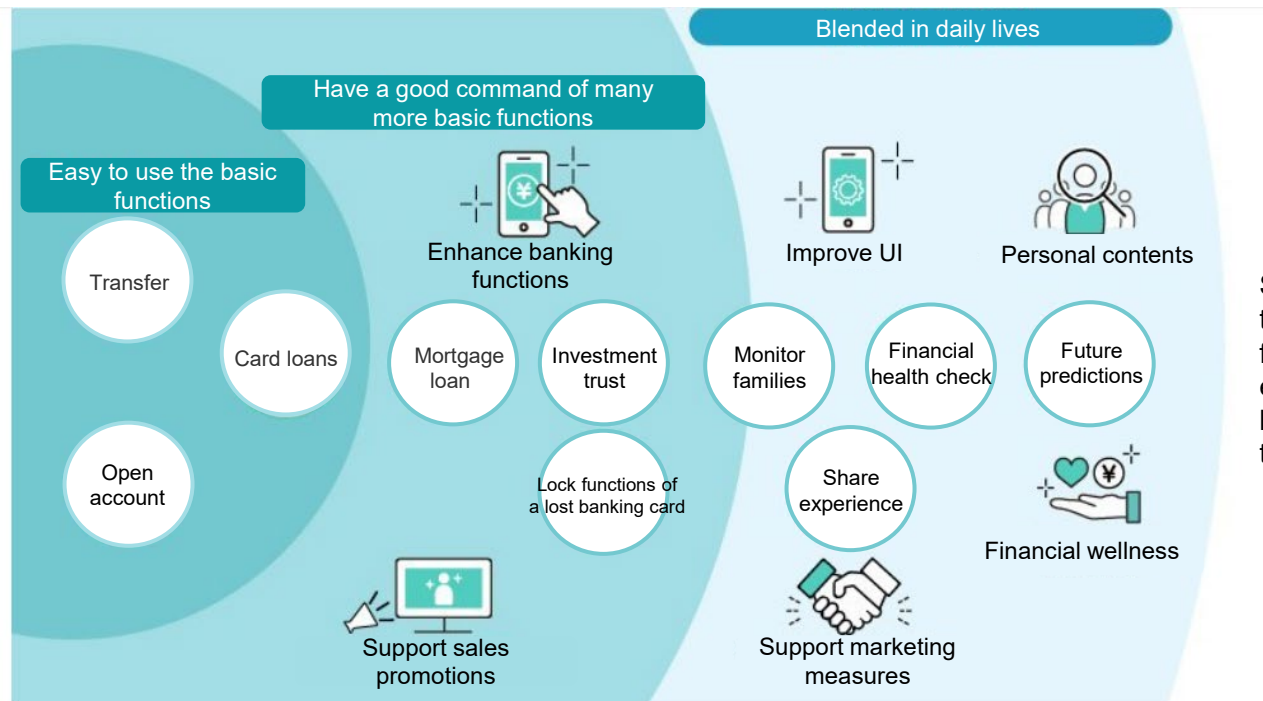 Blended in daily lives
Have a good command of many
more basic functions
Easy to use the basic
functions
Enhance banking
functions
Improve UI
Personal contents
Transfer
Card loans
Mortgage
loan
Investment
trust
Monitor
families
Financial
health check
Future
predictions
Open
account
Lock functions of
a lost banking card
Share
experience
Financial wellness
Support sales
promotions
Support marketing
measures